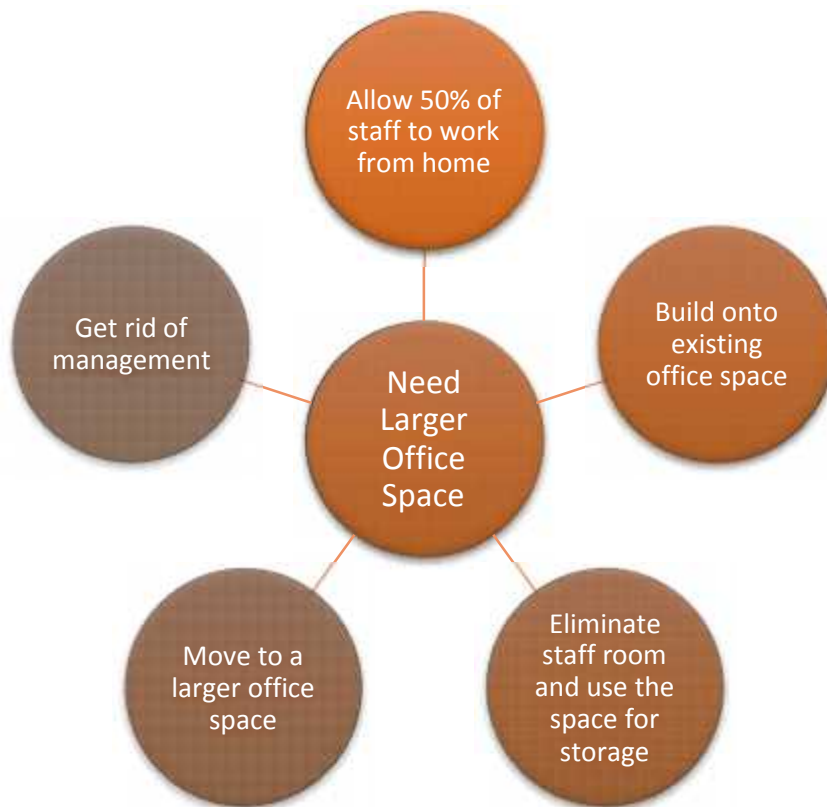 Allow 50% of
staff to work
from home
Build onto
existing
office space
Eliminate
staff room
and use the
space for
storage
Move to a
larger office
space
Get rid of
management
Need
Larger
Office
Space